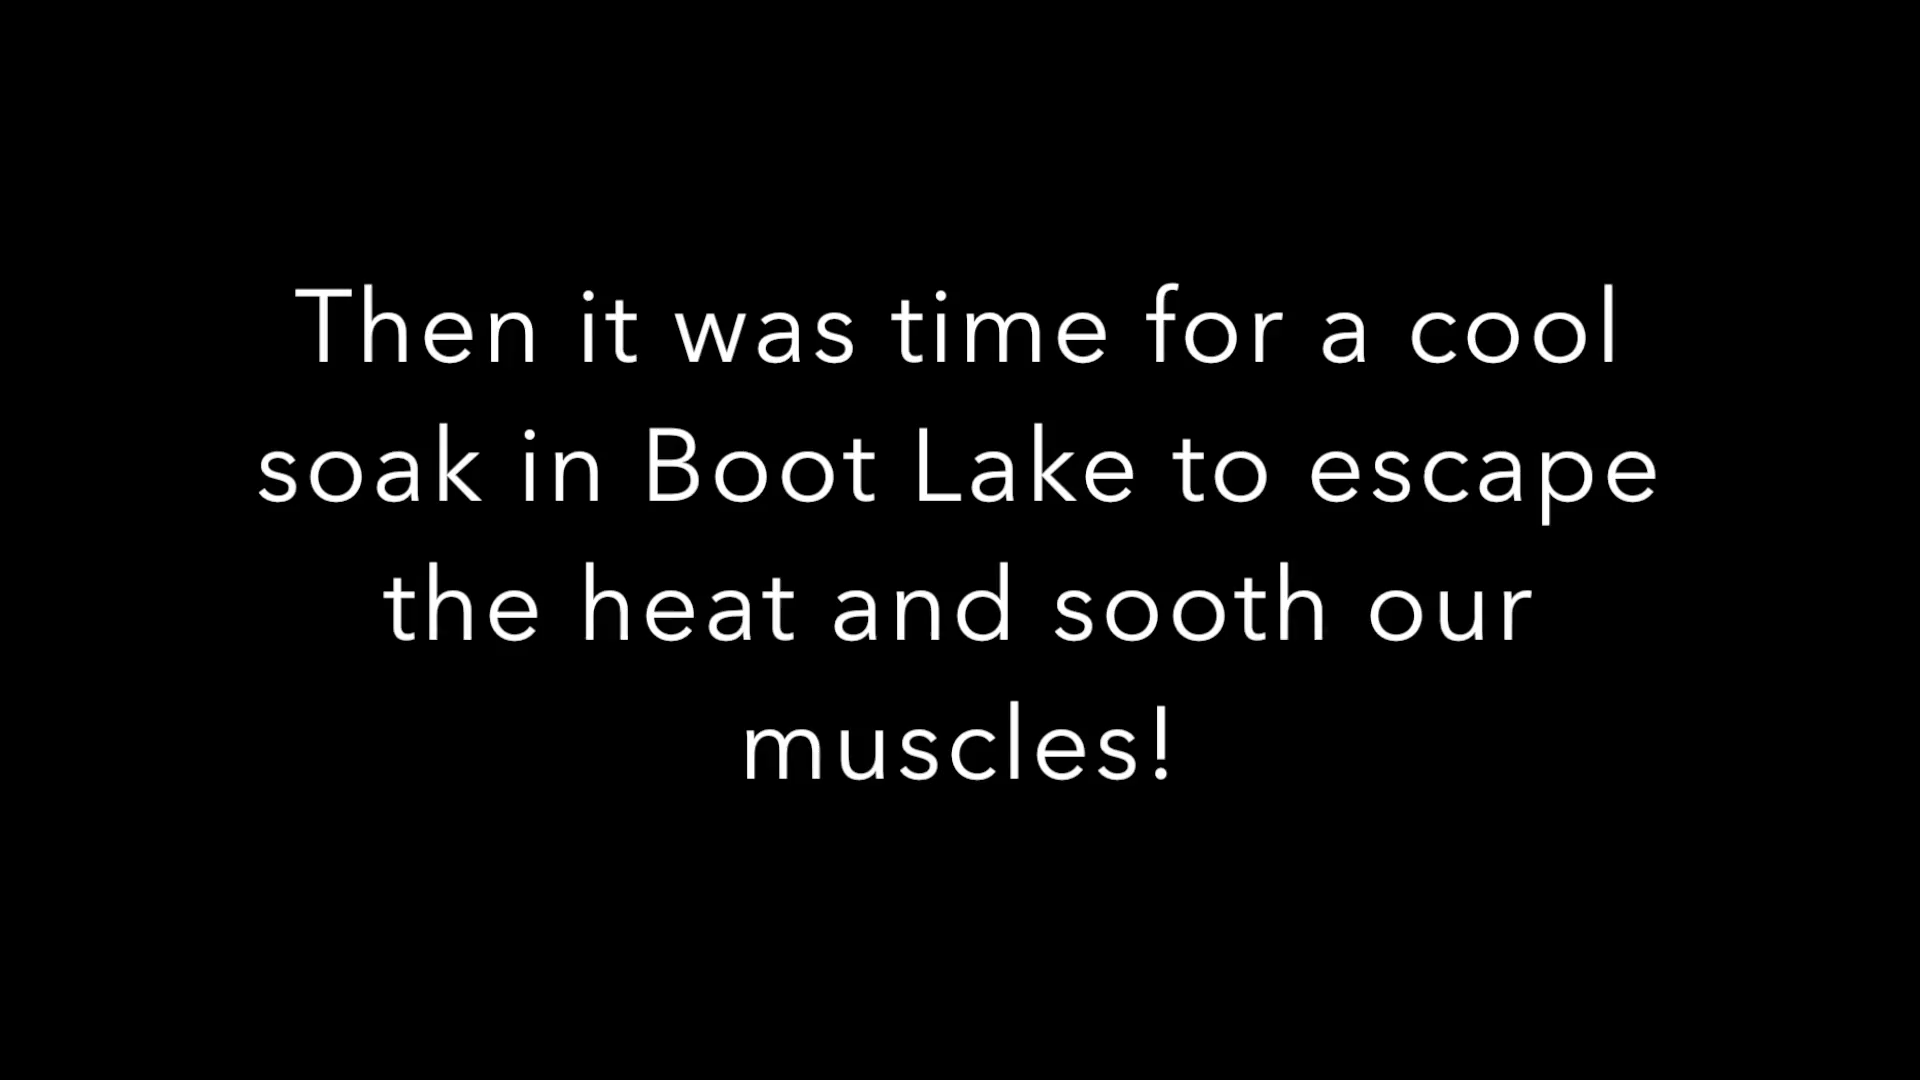 Then it was time for a cool
soak in Boot Lake to escape
the heat and sooth our
muscles!